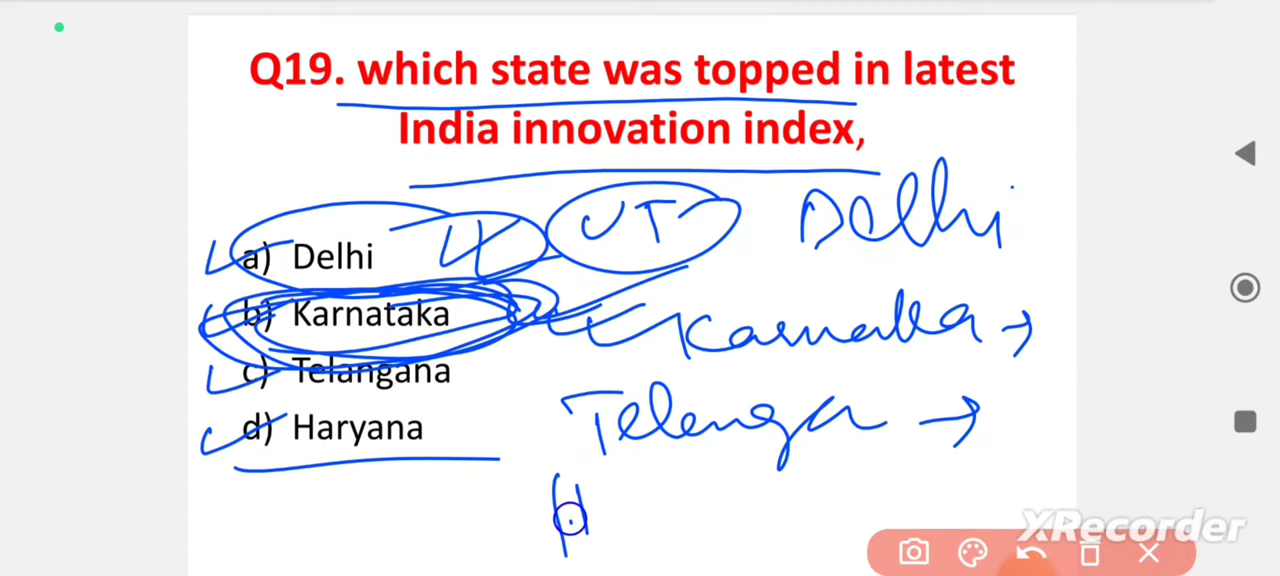 Q19. which state was topped in latest
India innovation index,
a) Delhi UT Delhi
b) Karnataka Karnataka →
c) Telangana Telenga →
d) Haryana
H
XRecorder